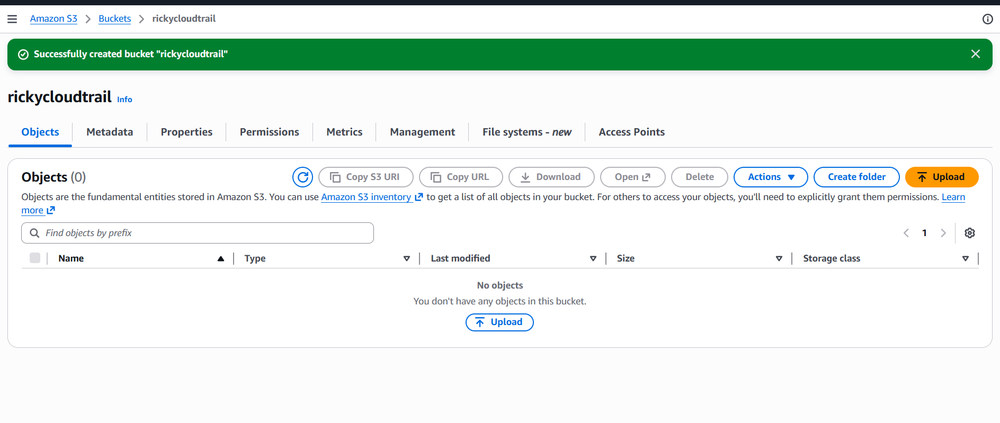 Amazon S3 > Buckets > rickycloudtrail
Successfully created bucket "rickycloudtrail"
rickycloudtrail Info
Objects Metadata Properties Permissions Metrics Management File systems - new Access Points
Objects (0) Copy S3 URI Copy URL Download Open Delete Actions Create folder Upload
Objects are the fundamental entities stored in Amazon S3. You can use Amazon S3 inventory to get a list of all objects in your bucket. For others to access your objects, you'll need to explicitly grant them permissions. Learn
more
Find objects by prefix 1
Name Type Last modified Size Storage class
No objects
You don't have any objects in this bucket.
Upload